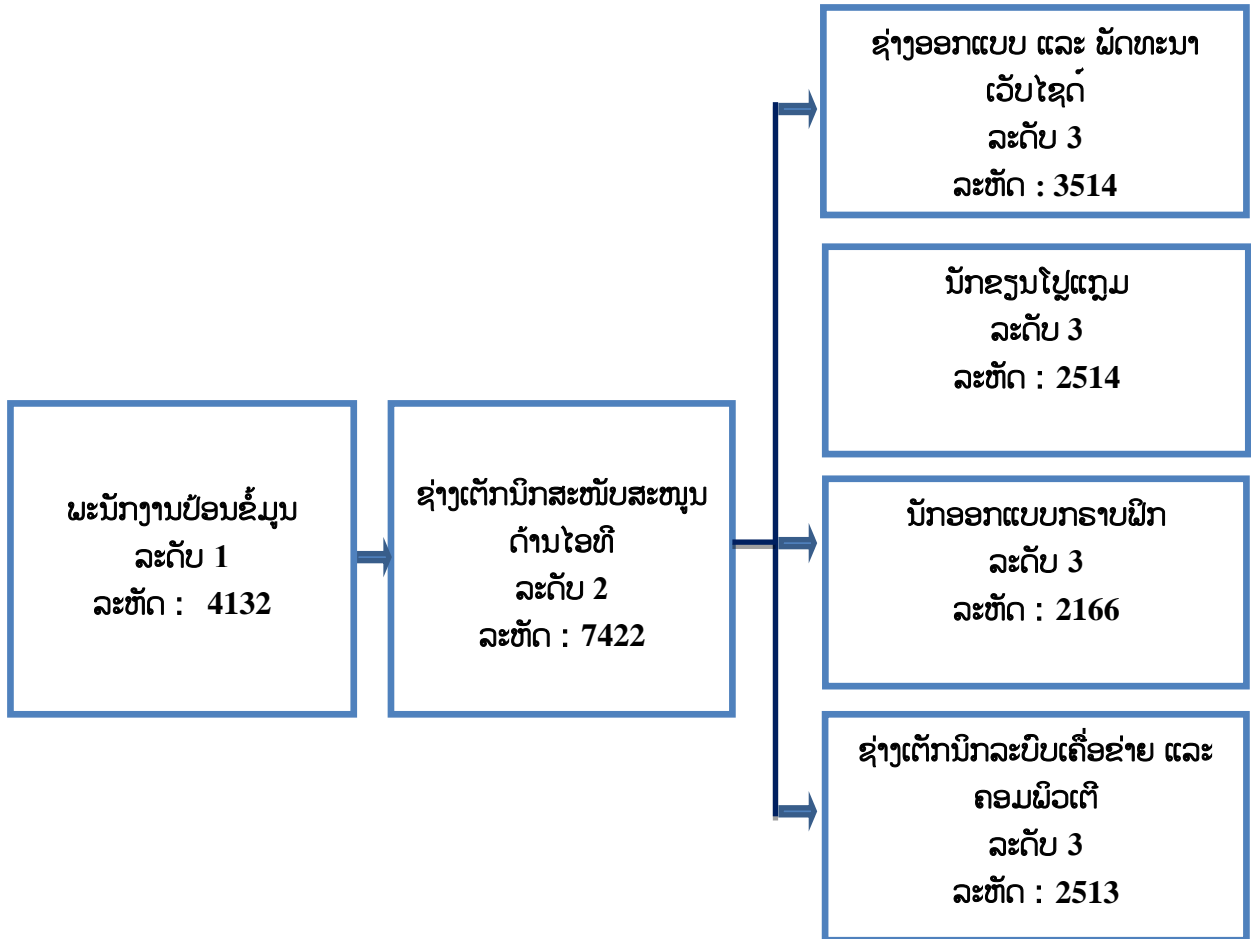 ພະນັກງານປ້ອນຂໍ້ມູນ
ລະດັບ 1
ລະຫັດ : 4132
ຊ່າງເຕັກນິກສະໜັບສະໜູນ
ດ້ານໄອທີ
ລະດັບ 2
ລະຫັດ : 7422
ຊ່າງອອກແບບ ແລະ ພັດທະນາ
ເວັບໄຊດ໌
ລະດັບ 3
ລະຫັດ : 3514
ນັກຂຽນໂປຼແກຼມ
ລະດັບ 3
ລະຫັດ : 2514
ນັກອອກແບບກຣາບຟິກ
ລະດັບ 3
ລະຫັດ : 2166
ຊ່າງເຕັກນິກລະບົບເຄື່ອຂ່າຍ ແລະ
ຄອມພິວເຕີ
ລະດັບ 3
ລະຫັດ : 2513